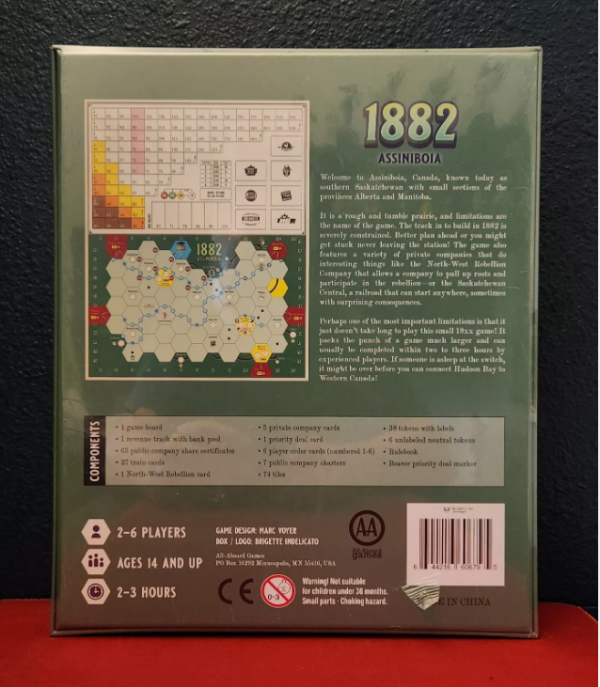 1882
ASSINIBOIA
Welcome to Assiniboia, Canada, known today as
southern Saskatchewan with small sections of the
provinces Alberta and Manitoba.
It is a rough and tumble prairie, and limitations are
the name of the game. The track in to build in 1882 is
severely constrained. Better plan ahead or you might
get stuck never leaving the station! The game also
features a variety of private companies that do
interesting things like the North-West Rebellion
Company that allows a company to pull up roots and
participate in the rebellion—or the Saskatchewan
Central, a railroad that can start anywhere, sometimes
with surprising consequences.
Perhaps one of the most important limitations is that it
just doesn't take long to play this small 18xx game! It
packs the punch of a game much larger and can
usually be completed within two to three hours by
experienced players. If someone is asleep at the switch,
it might be over before you can connect Hudson Bay to
Western Canada!
1882
COMPONENTS
• 1 game board
• 1 revenue track with bank pool
• 63 public company share certificates
• 27 train cards
• 1 North-West Rebellion card
• 5 private company cards
• 1 priority deal card
• 6 player order cards (numbered 1-6)
• 7 public company charters
• 74 tiles
• 38 tokens with labels
• 6 unlabeled neutral tokens
• Rulebook
• Beaver priority deal marker
2–6 PLAYERS
AGES 14 AND UP
2–3 HOURS
GAME DESIGN: MARC VOYER
BOX / LOGO: BRIGETTE INDELICATO
All-Aboard Games
PO Box 16292 Minneapolis, MN 55416, USA
CE
0-3
Warning! Not suitable
for children under 36 months.
Small parts - Choking hazard.
AA
All-Aboard
games
6 44216 60679 5
E IN CHINA